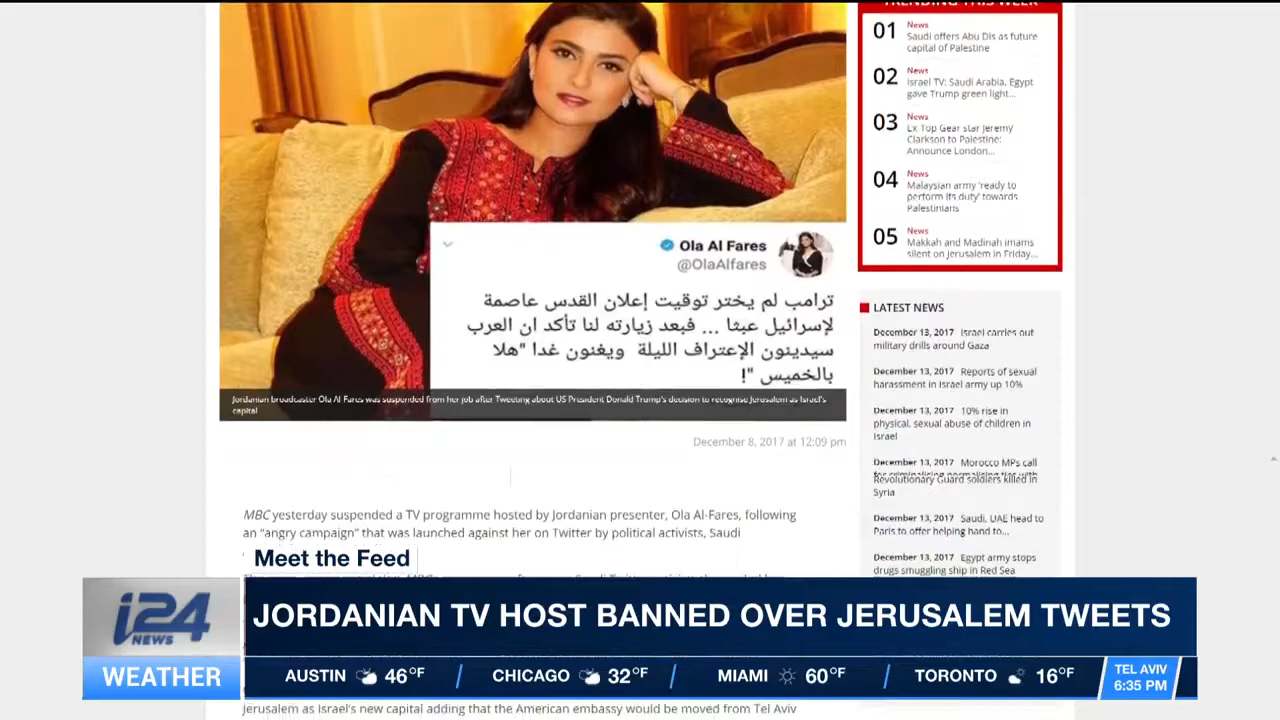 TRENDING THIS WEEK
01
News
Saudi offers Abu Dis as future
capital of Palestine
02
News
Israel TV: Saudi Arabia, Egypt
gave Trump green light...
03
News
Ex Top Gear star Jeremy
Clarkson to Palestine:
Announce London...
04
News
Malaysian army 'ready to
perform its duty' towards
Palestinians
05
News
Makkah and Madinah imams
silent on Jerusalem in Friday...
Ola Al Fares
@OlaAlfares
ترامب لم يختر توقيت إعلان القدس عاصمة
لإسرائيل عبثا ... فبعد زيارته لنا تأكد ان العرب
سيدينون الإعتراف الليلة ويغنون غدا "هلا
بالخميس "!
Jordanian broadcaster Ola Al Fares was suspended from her job after Tweeting about US President Donald Trump's decision to recognise Jerusalem as Israel's
capital
December 8, 2017 at 12:09 pm
LATEST NEWS
December 13, 2017 Israel carries out
military drills around Gaza
December 13, 2017 Reports of sexual
harassment in Israel army up 10%
December 13, 2017 10% rise in
physical, sexual abuse of children in
Israel
December 13, 2017 Morocco MPs call
for criminalising normalising ties with
Revolutionary Guard soldiers killed in
Syria
December 13, 2017 Saudi, UAE head to
Paris to offer helping hand to...
December 13, 2017 Egypt army stops
drugs smuggling ship in Red Sea
MBC yesterday suspended a TV programme hosted by Jordanian presenter, Ola Al-Fares, following
an "angry campaign" that was launched against her on Twitter by political activists, Saudi
Meet the Feed
i24
NEWS
JORDANIAN TV HOST BANNED OVER JERUSALEM TWEETS
WEATHER
AUSTIN 46°F / CHICAGO 32°F / MIAMI 60°F / TORONTO 16°F
TEL AVIV
6:35 PM
Jerusalem as Israel's new capital adding that the American embassy would be moved from Tel Aviv